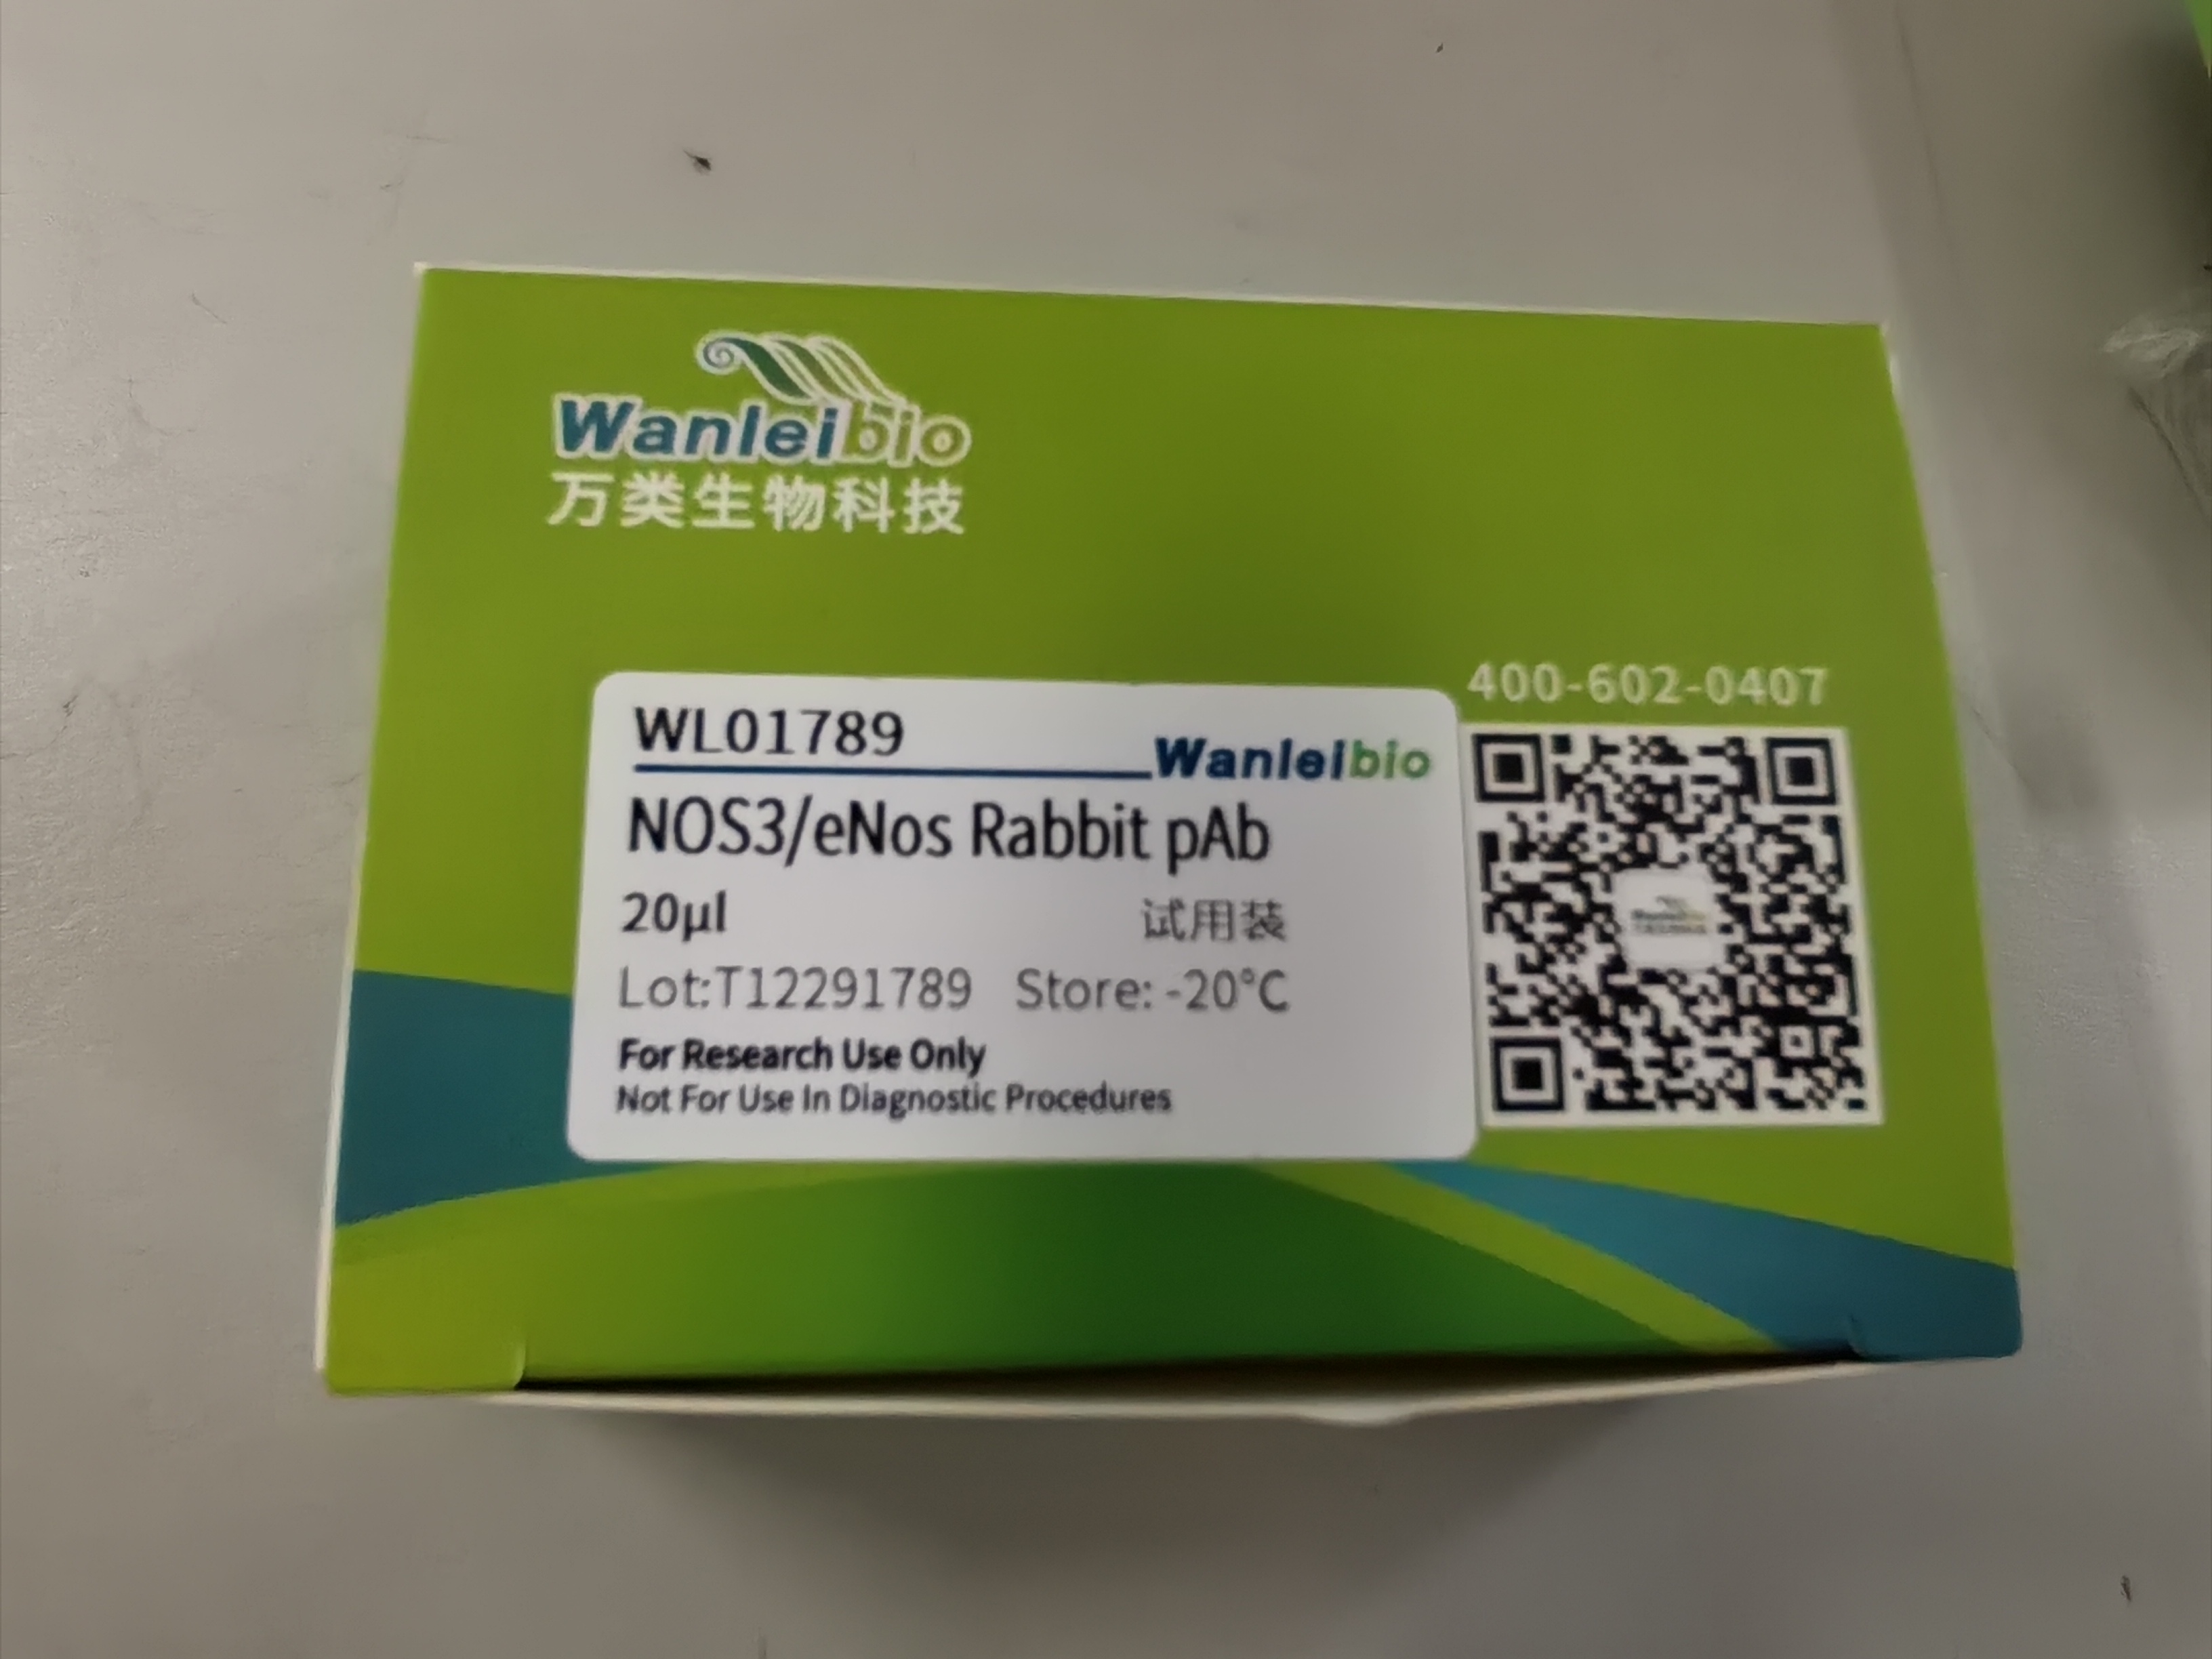 Wanleibio
万类生物科技
400-602-0407
WL01789
Wanleibio
NOS3/eNos Rabbit pAb
20μl 试用装
Lot:T12291789 Store: -20°C
For Research Use Only
Not For Use In Diagnostic Procedures